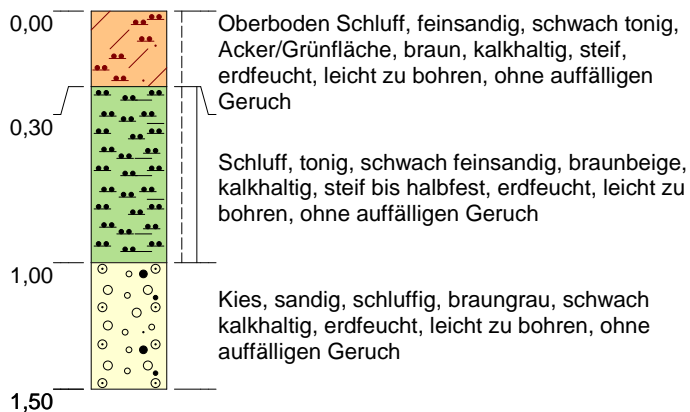 0,00
Oberboden Schluff, feinsandig, schwach tonig,
Acker/Grünfläche, braun, kalkhaltig, steif,
erdfeucht, leicht zu bohren, ohne auffälligen
Geruch
0,30
Schluff, tonig, schwach feinsandig, braunbeige,
kalkhaltig, steif bis halbfest, erdfeucht, leicht zu
bohren, ohne auffälligen Geruch
1,00
Kies, sandig, schluffig, braungrau, schwach
kalkhaltig, erdfeucht, leicht zu bohren, ohne
auffälligen Geruch
1,50